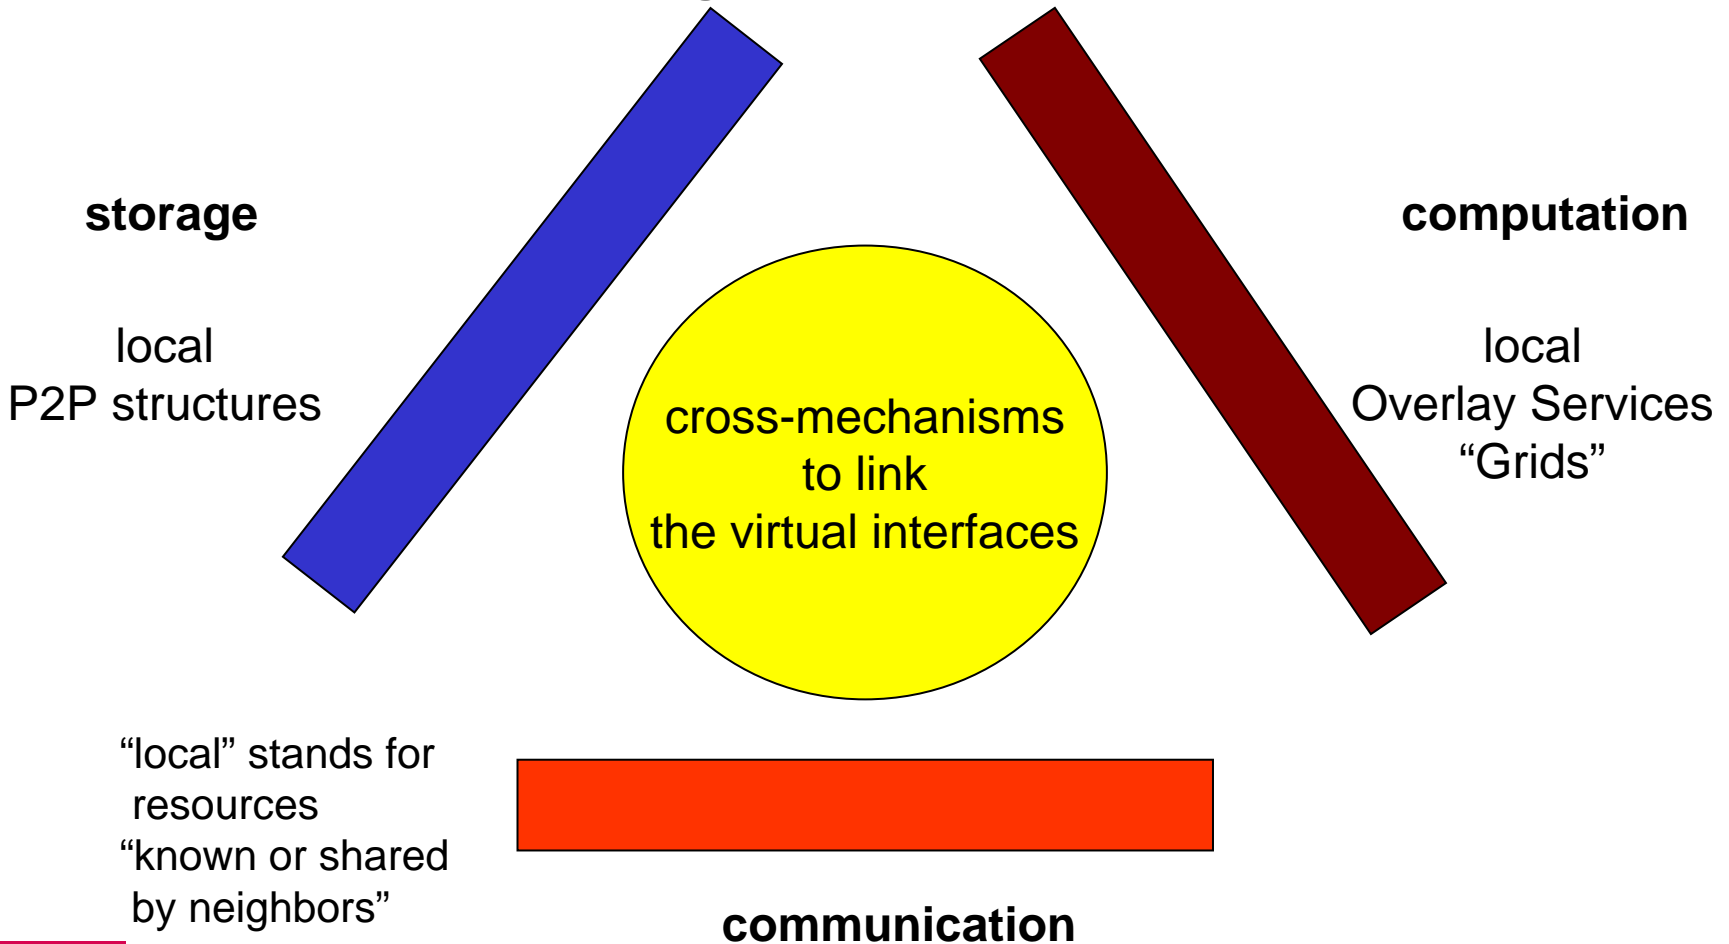 storage
local
P2P structures
computation
local
Overlay Services
“Grids”
cross-mechanisms
to link
the virtual interfaces
“local” stands for
resources
“known or shared
by neighbors”
communication